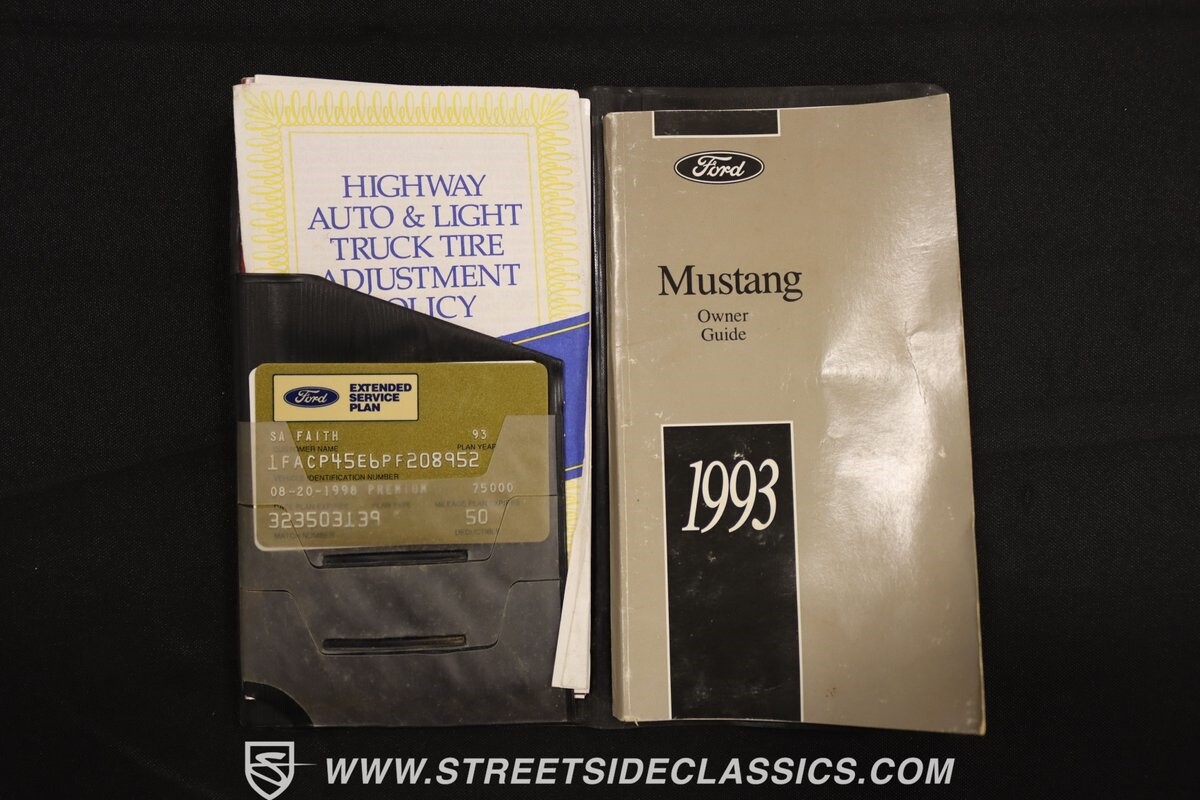 HIGHWAY
AUTO & LIGHT
TRUCK TIRE
ADJUSTMENT
POLICY
Ford
EXTENDED
SERVICE
PLAN
SA FAITH 93
PLAN YEAR
1FACP45E6PF208952
IDENTIFICATION NUMBER
08-20-1998 PREMIUM 75000
323503139 50
Ford
Mustang
Owner
Guide
1993
WWW.STREETSIDECLASSICS.COM